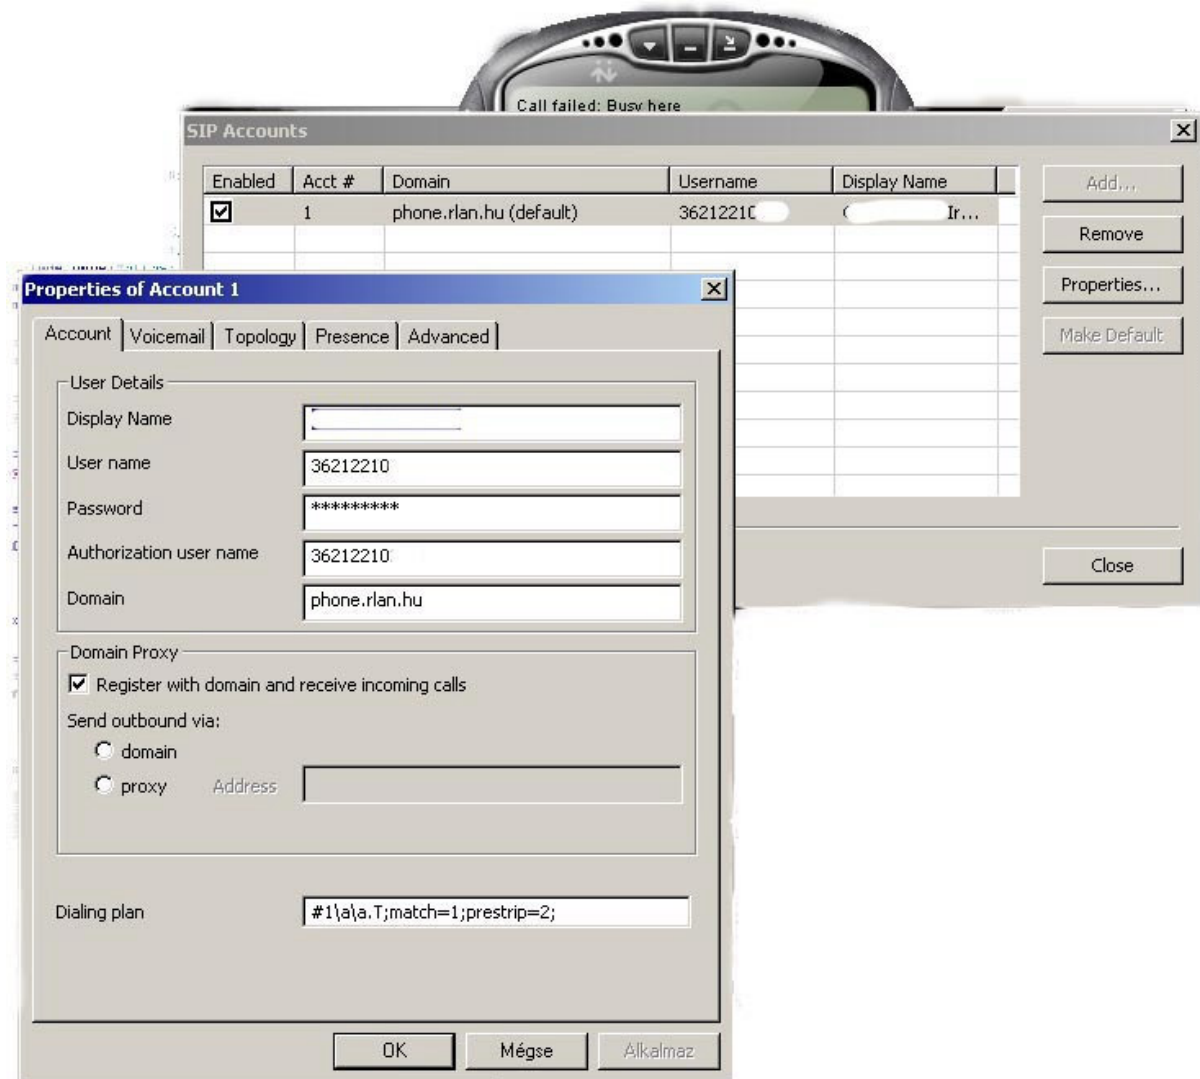 Call failed: Busy here
SIP Accounts
Enabled Acct # Domain Username Display Name
Add...
1 phone.rlan.hu (default) 3621221 Ir...
Remove
Properties...
Make Default
Close
Properties of Account 1
Account Voicemail Topology Presence Advanced
User Details
Display Name
User name 36212210
Password *********
Authorization user name 36212210
Domain phone.rlan.hu
Domain Proxy
Register with domain and receive incoming calls
Send outbound via:
domain
proxy Address
Dialing plan #1\a\a.T;match=1;prestrip=2;
OK Mégse Alkalmaz